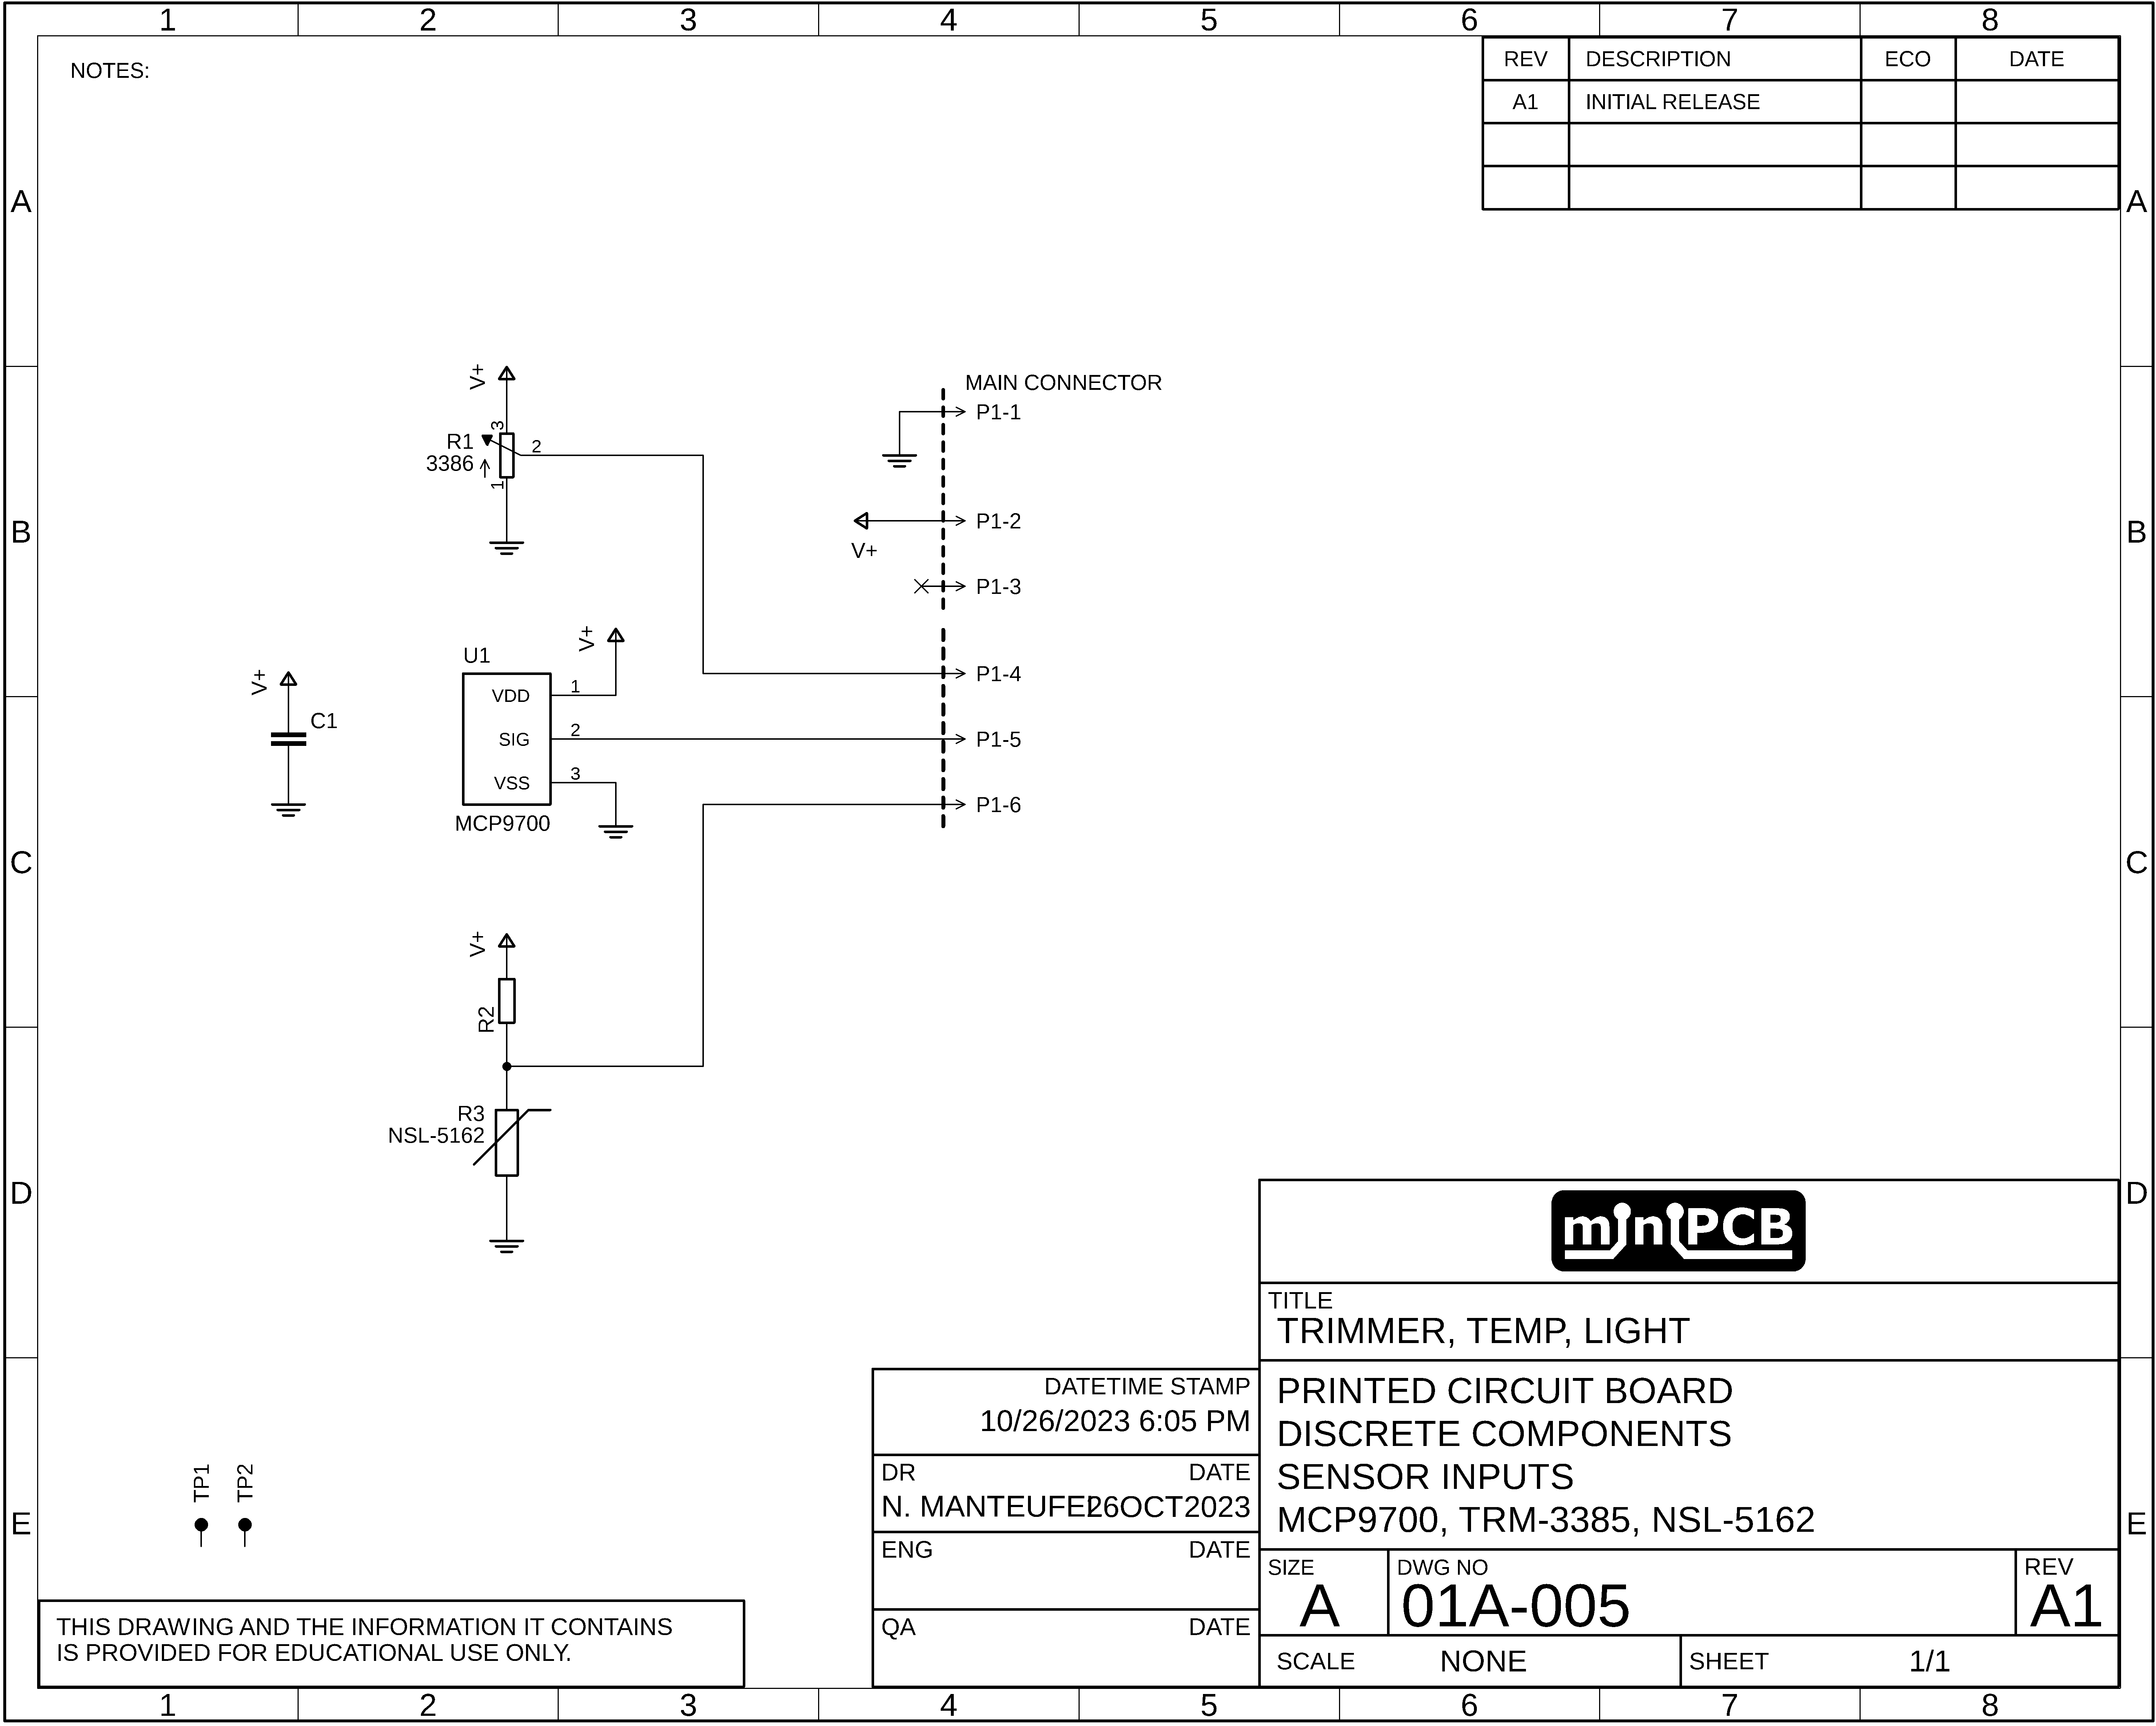 1 2 3 4 5 6 7 8
NOTES:
REV DESCRIPTION ECO DATE
A1 INITIAL RELEASE
A A
V+
MAIN CONNECTOR
P1-1
3
R1
3386
2
1
P1-2
V+
B B
P1-3
V+
U1
V+
VDD 1
P1-4
C1
SIG 2
P1-5
VSS 3
P1-6
MCP9700
C C
V+
R2
R3
NSL-5162
D D
miniPCB
TITLE
TRIMMER, TEMP, LIGHT
DATETIME STAMP
10/26/2023 6:05 PM
PRINTED CIRCUIT BOARD
DISCRETE COMPONENTS
SENSOR INPUTS
MCP9700, TRM-3385, NSL-5162
DR DATE
N. MANTEUFEL 26OCT2023
TP1 TP2
E E
ENG DATE
QA DATE
SIZE
A
DWG NO
01A-005
REV
A1
SCALE NONE SHEET 1/1
THIS DRAWING AND THE INFORMATION IT CONTAINS
IS PROVIDED FOR EDUCATIONAL USE ONLY.
1 2 3 4 5 6 7 8